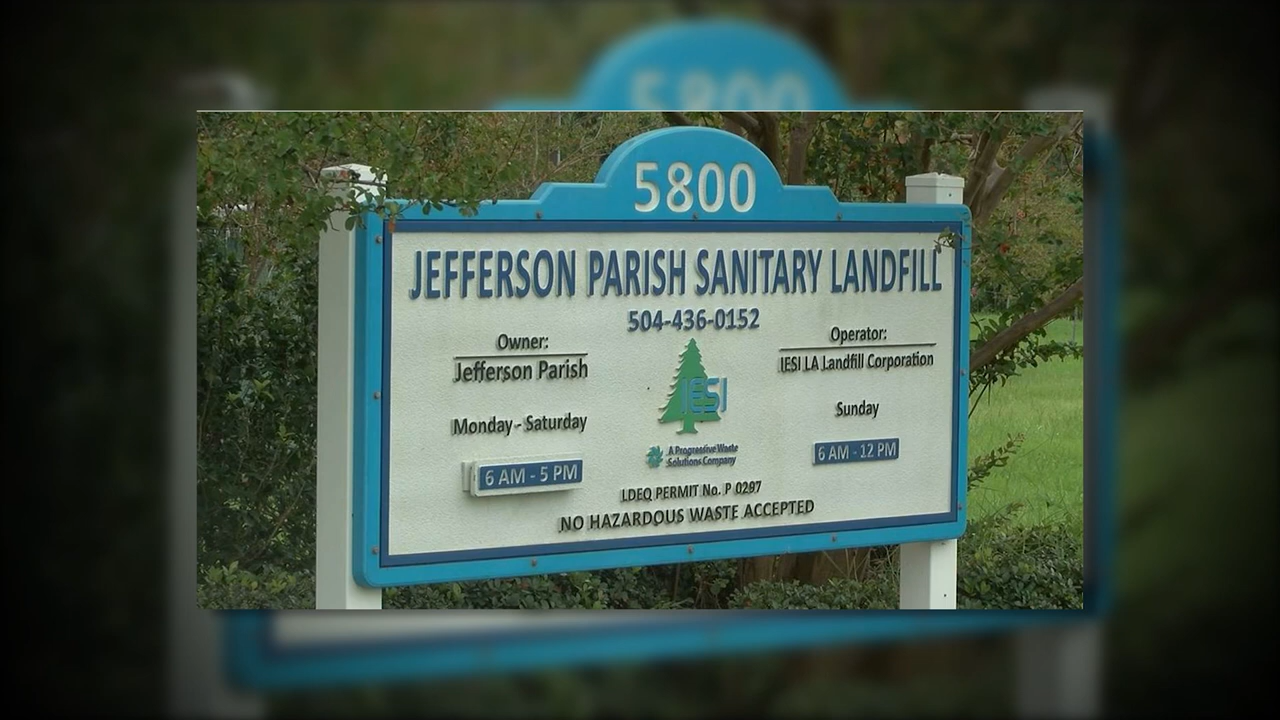 5800
JEFFERSON PARISH SANITARY LANDFILL
504-436-0152
Owner:
Jefferson Parish
Operator:
IESI LA Landfill Corporation
IESI
A Progressive Waste
Solutions Company
Monday - Saturday
6 AM - 5 PM
Sunday
6 AM - 12 PM
LDEQ PERMIT No. P 0297
NO HAZARDOUS WASTE ACCEPTED